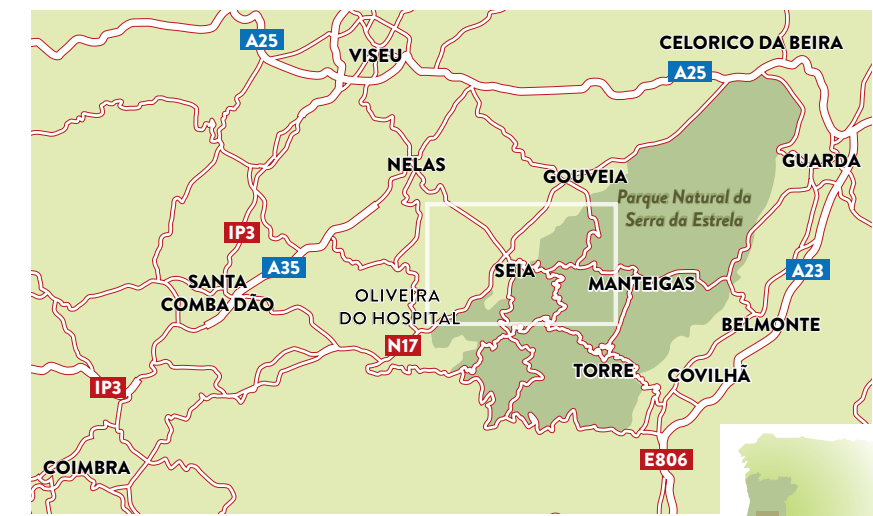 A25
VISEU
CELORICO DA BEIRA
A25
NELAS
GOUVEIA
GUARDA
Parque Natural da
Serra da Estrela
IP3
A35
SEIA
A23
SANTA
COMBA DÃO
MANTEIGAS
OLIVEIRA
DO HOSPITAL
BELMONTE
N17
TORRE
COVILHÃ
IP3
E806
COIMBRA